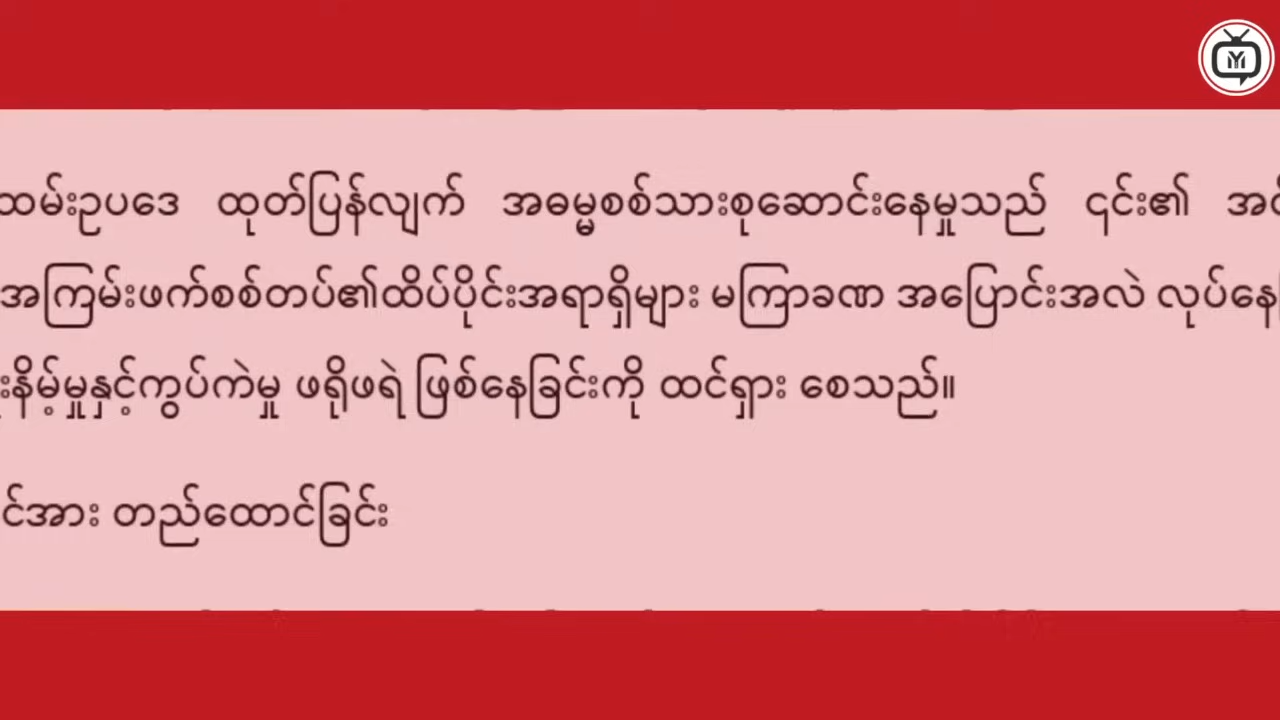 ထမ်းဥပဒေ ထုတ်ပြန်လျက် အဓမ္မစစ်သားစုဆောင်းနေမှုသည် ၎င်း၏
အကြမ်းဖက်စစ်တပ်၏ထိပ်ပိုင်းအရာရှိများ မကြာခဏ အပြောင်းအလဲ လုပ်နေ
နိမ့်မှုနှင့်ကွပ်ကဲမှု ဖရိုဖရဲ ဖြစ်နေခြင်းကို ထင်ရှား စေသည်။
င်အား တည်ထောင်ခြင်း